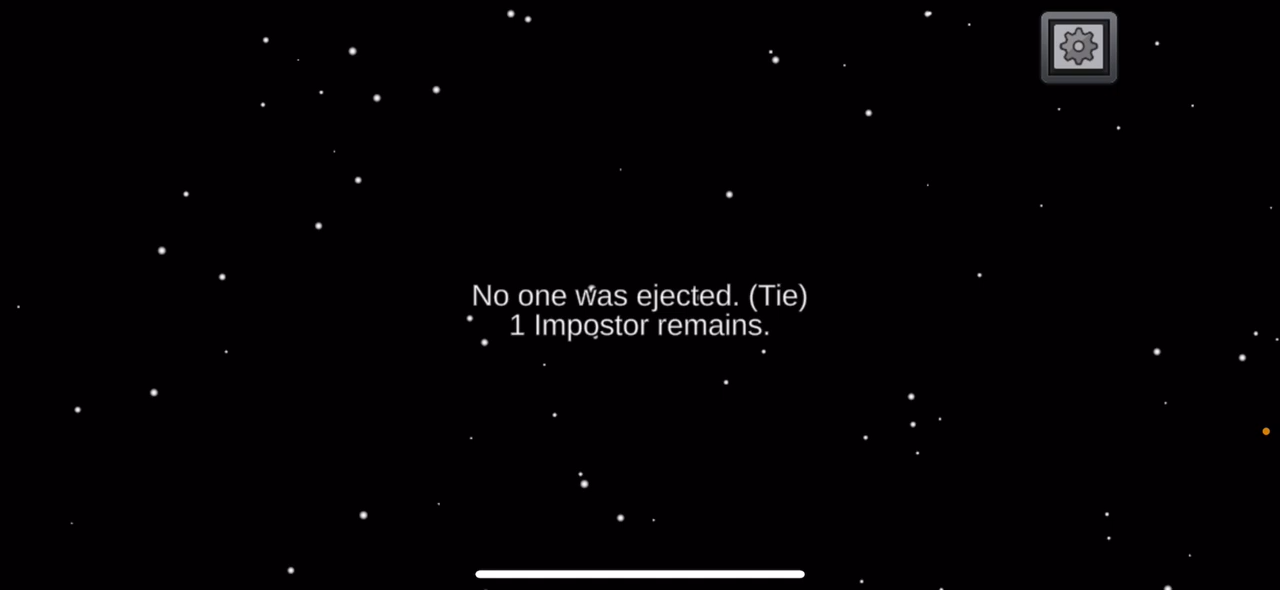 No one was ejected. (Tie)
1 Impostor remains.